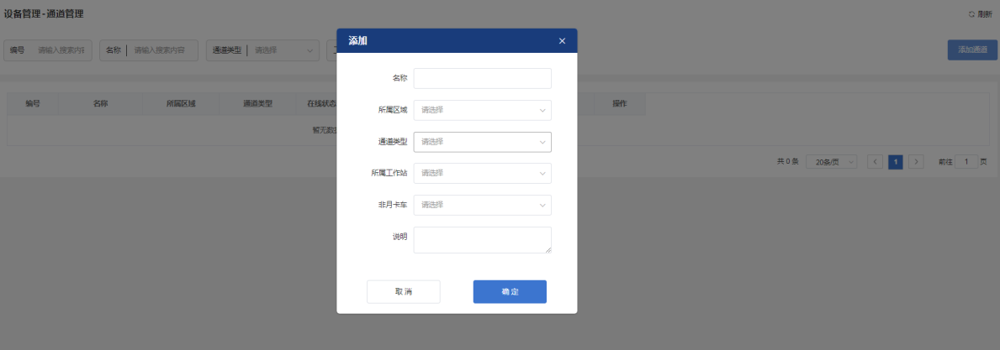 设备管理-通道管理
刷新
编号 请输入搜索内容
名称 请输入搜索内容
通道类型 请选择
添加通道
编号 名称 所属区域 通道类型 在线状态 操作
暂无数据
共 0 条 20条/页 1 前往 1 页
添加
名称
所属区域 请选择
通道类型 请选择
所属工作站 请选择
非月卡车 请选择
说明
取 消 确 定